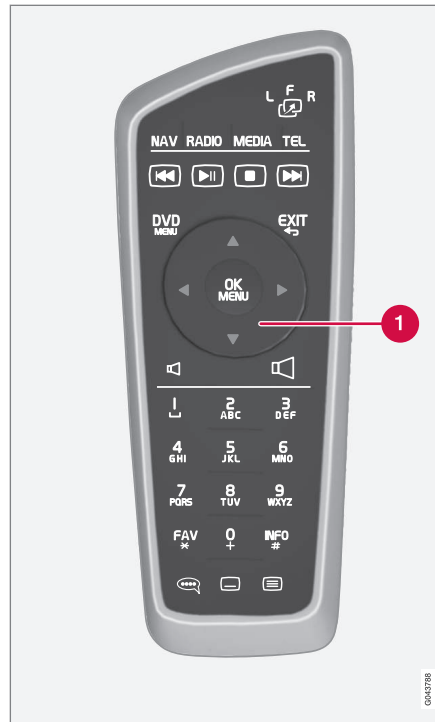 L F R
NAV RADIO MEDIA TEL
DVD MENU EXIT
OK MENU
1
1 2 ABC 3 DEF
4 GHI 5 JKL 6 MNO
7 PQRS 8 TUV 9 WXYZ
FAV * 0 + INFO #
G043788